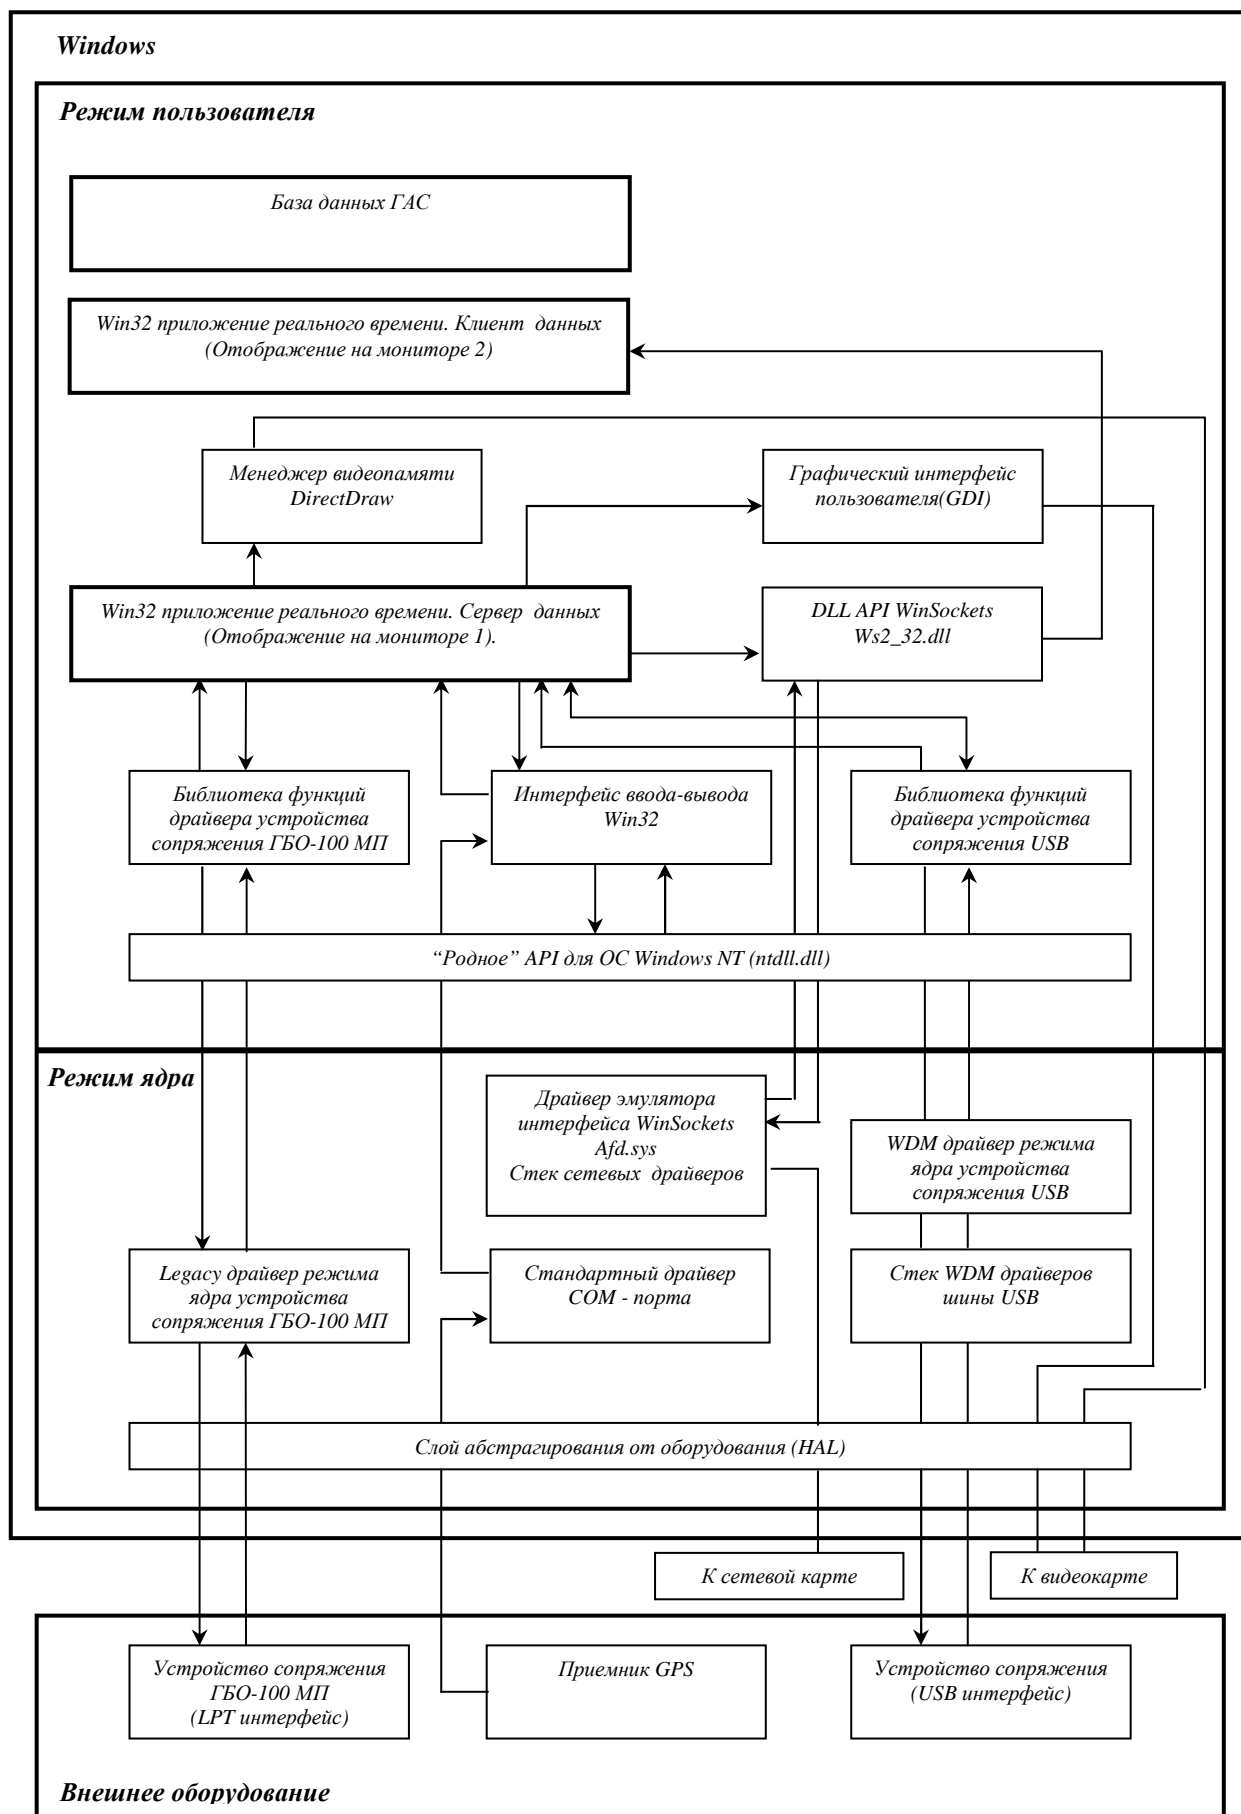 Windows
Режим пользователя
База данных ГАС
Win32 приложение реального времени. Клиент данных
(Отображение на мониторе 2)
Менеджер видеопамяти
DirectDraw
Графический интерфейс
пользователя(GDI)
Win32 приложение реального времени. Сервер данных
(Отображение на мониторе 1).
DLL API WinSockets
Ws2_32.dll
Библиотека функций
драйвера устройства
сопряжения ГБО-100 МП
Интерфейс ввода-вывода
Win32
Библиотека функций
драйвера устройства
сопряжения USB
“Родное” API для ОС Windows NT (ntdll.dll)
Режим ядра
Драйвер эмулятора
интерфейса WinSockets
Afd.sys
Стек сетевых драйверов
WDM драйвер режима
ядра устройства
сопряжения USB
Legacy драйвер режима
ядра устройства
сопряжения ГБО-100 МП
Стандартный драйвер
COM - порта
Стек WDM драйверов
шины USB
Слой абстрагирования от оборудования (HAL)
К сетевой карте
К видеокарте
Устройство сопряжения
ГБО-100 МП
(LPT интерфейс)
Приемник GPS
Устройство сопряжения
(USB интерфейс)
Внешнее оборудование